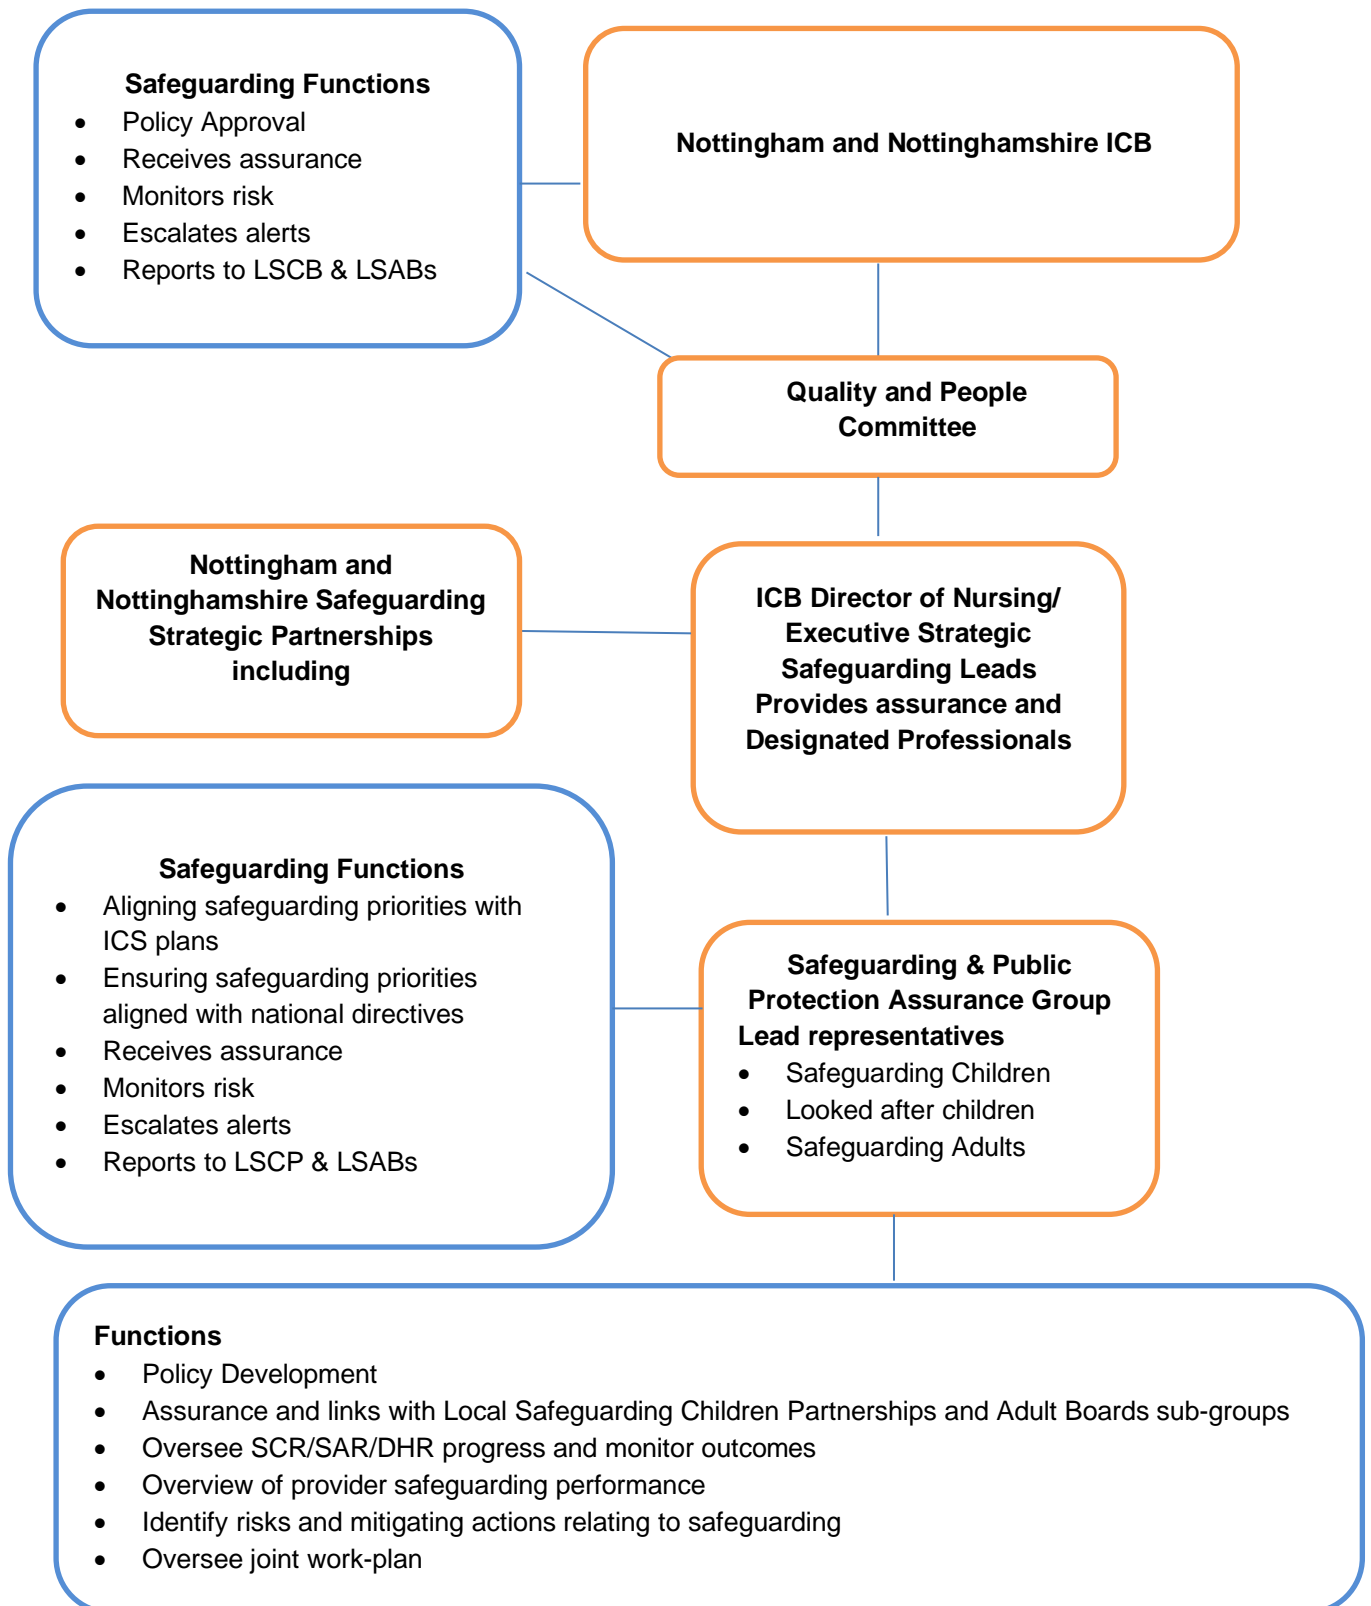 Safeguarding Functions
• Policy Approval
• Receives assurance
• Monitors risk
• Escalates alerts
• Reports to LSCB & LSABs
Nottingham and Nottinghamshire ICB
Quality and People
Committee
Nottingham and
Nottinghamshire Safeguarding
Strategic Partnerships
including
ICB Director of Nursing/
Executive Strategic
Safeguarding Leads
Provides assurance and
Designated Professionals
Safeguarding Functions
• Aligning safeguarding priorities with
ICS plans
• Ensuring safeguarding priorities
aligned with national directives
• Receives assurance
• Monitors risk
• Escalates alerts
• Reports to LSCP & LSABs
Safeguarding & Public
Protection Assurance Group
Lead representatives
• Safeguarding Children
• Looked after children
• Safeguarding Adults
Functions
• Policy Development
• Assurance and links with Local Safeguarding Children Partnerships and Adult Boards sub-groups
• Oversee SCR/SAR/DHR progress and monitor outcomes
• Overview of provider safeguarding performance
• Identify risks and mitigating actions relating to safeguarding
• Oversee joint work-plan